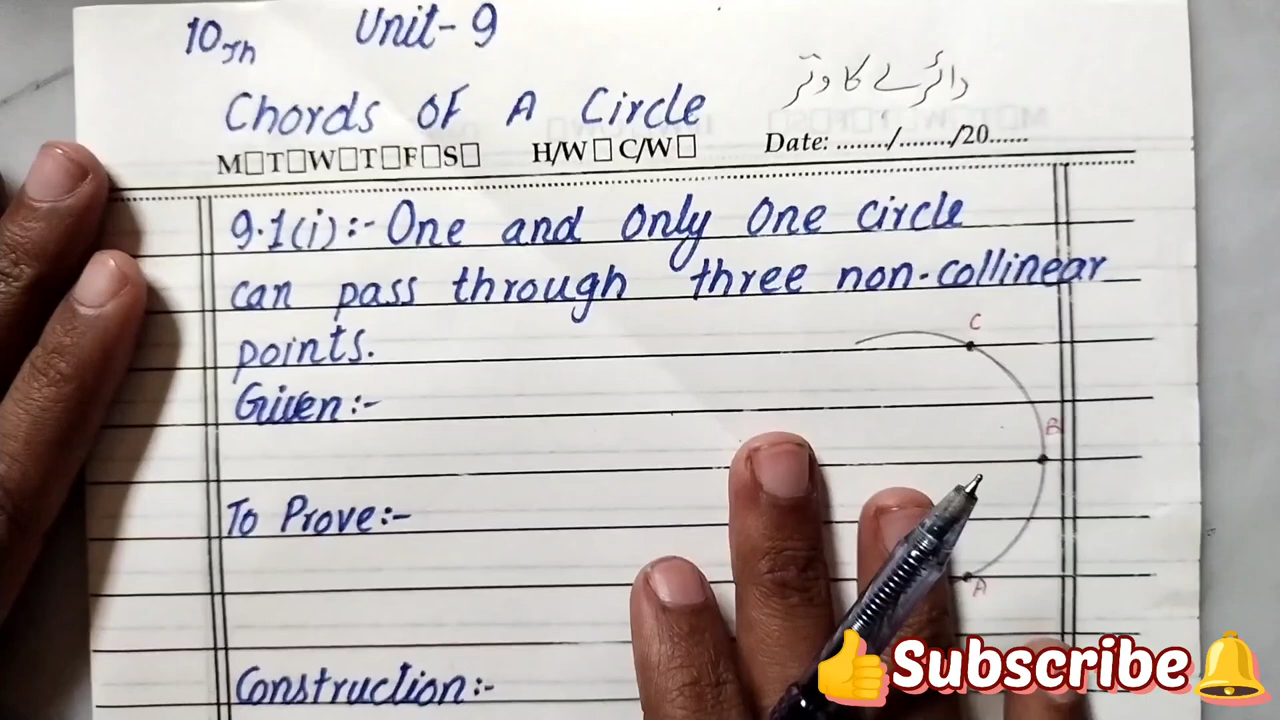 10Th Unit- 9
دائرے کا وتر
Chords OF A Circle
M□T□W□T□F□S□ H/W□ C/W□ Date: ......../......../20......
9.1(i):- One and Only One circle
can pass through three non-collinear
points.
C
Given:-
B
To Prove:-
A
Construction:-
👍Subscribe🔔